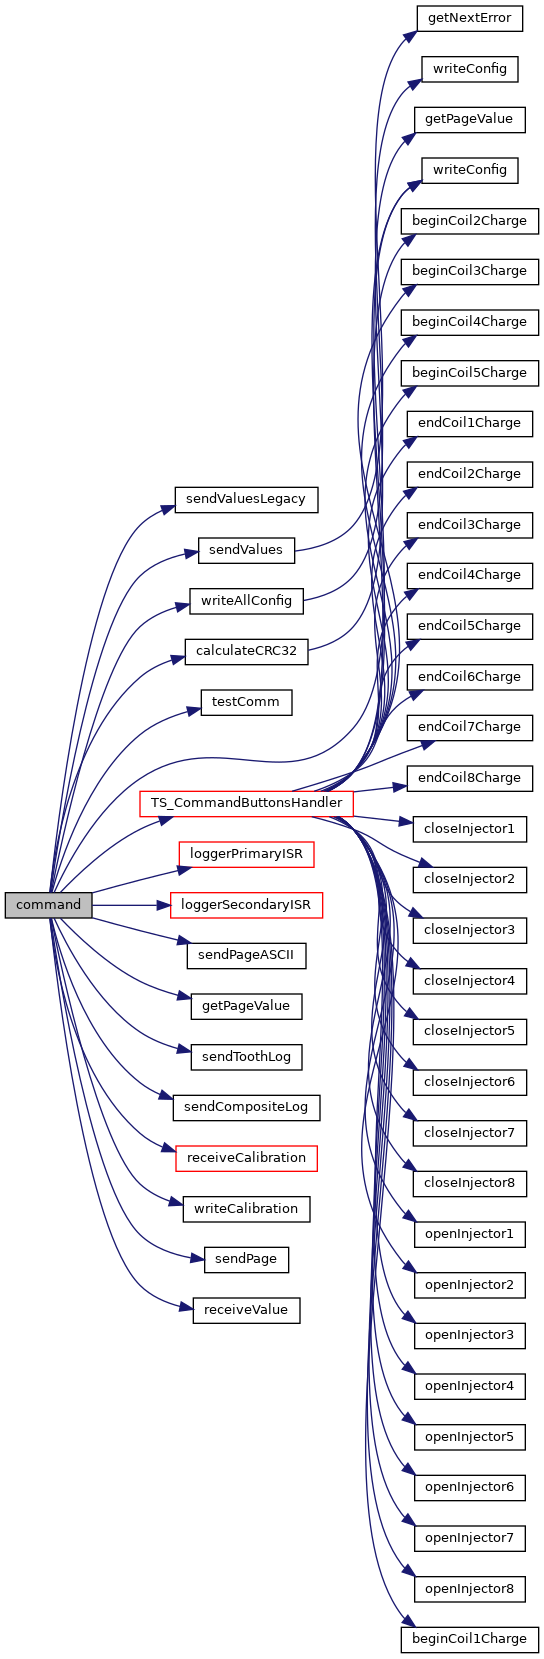 getNextError
writeConfig
getPageValue
writeConfig
beginCoil2Charge
beginCoil3Charge
beginCoil4Charge
beginCoil5Charge
endCoil1Charge
endCoil2Charge
sendValuesLegacy
endCoil3Charge
sendValues
endCoil4Charge
writeAllConfig
endCoil5Charge
calculateCRC32
endCoil6Charge
testComm
endCoil7Charge
endCoil8Charge
TS_CommandButtonsHandler
closeInjector1
loggerPrimaryISR
closeInjector2
command
loggerSecondaryISR
closeInjector3
sendPageASCII
closeInjector4
getPageValue
closeInjector5
sendToothLog
closeInjector6
sendCompositeLog
closeInjector7
receiveCalibration
closeInjector8
writeCalibration
openInjector1
sendPage
openInjector2
receiveValue
openInjector3
openInjector4
openInjector5
openInjector6
openInjector7
openInjector8
beginCoil1Charge